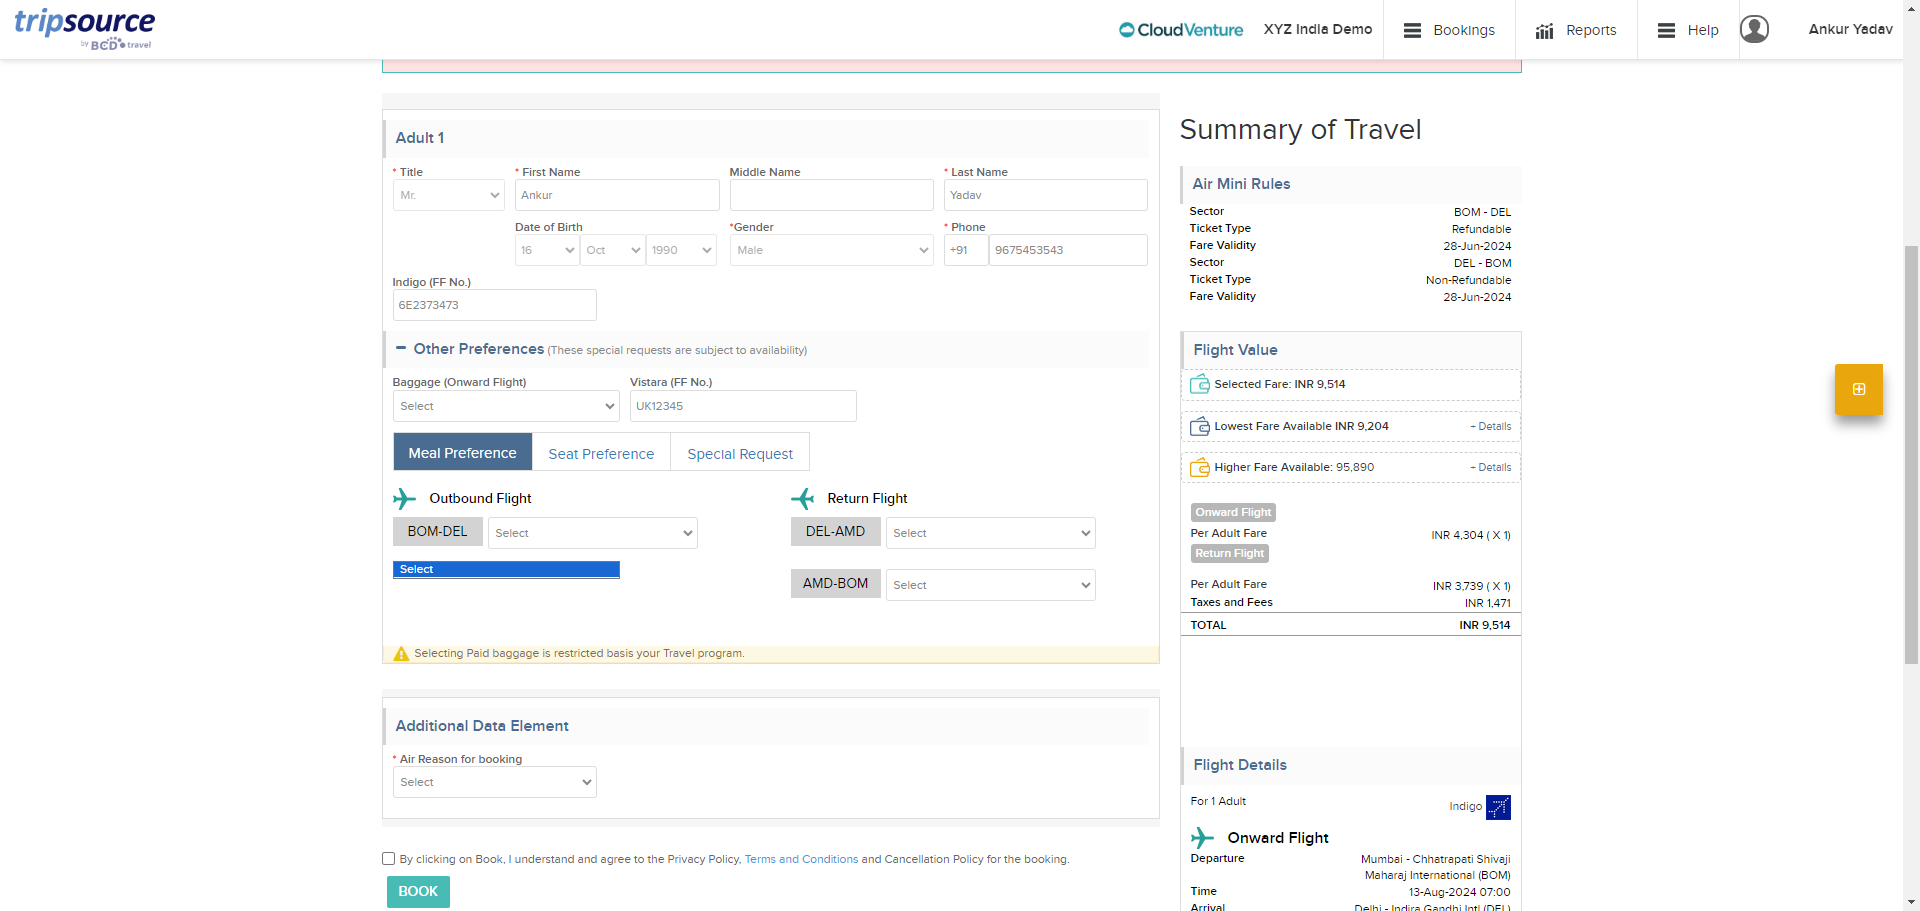 tripsource
by BCD travel
CloudVenture
XYZ India Demo
Bookings
Reports
Help
Ankur Yadav
Adult 1
* Title
* First Name
Middle Name
* Last Name
Mr.
Ankur
Yadav
Date of Birth
*Gender
* Phone
16
Oct
1990
Male
+91
9675453543
Indigo (FF No.)
6E2373473
Other Preferences (These special requests are subject to availability)
Baggage (Onward Flight)
Vistara (FF No.)
Select
UK12345
Meal Preference
Seat Preference
Special Request
Outbound Flight
Return Flight
BOM-DEL
Select
DEL-AMD
Select
Select
AMD-BOM
Select
Selecting Paid baggage is restricted basis your Travel program.
Additional Data Element
* Air Reason for booking
Select
By clicking on Book, I understand and agree to the Privacy Policy, Terms and Conditions and Cancellation Policy for the booking.
BOOK
Summary of Travel
Air Mini Rules
Sector BOM - DEL
Ticket Type Refundable
Fare Validity 28-Jun-2024
Sector DEL - BOM
Ticket Type Non-Refundable
Fare Validity 28-Jun-2024
Flight Value
Selected Fare: INR 9,514
Lowest Fare Available INR 9,204 + Details
Higher Fare Available: 95,890 + Details
Onward Flight
Per Adult Fare INR 4,304 ( X 1)
Return Flight
Per Adult Fare INR 3,739 ( X 1)
Taxes and Fees INR 1,471
TOTAL INR 9,514
Flight Details
For 1 Adult
Indigo
Onward Flight
Departure Mumbai - Chhatrapati Shivaji
Maharaj International (BOM)
Time 13-Aug-2024 07:00
Arrival Delhi - Indira Gandhi Intl (DEL)